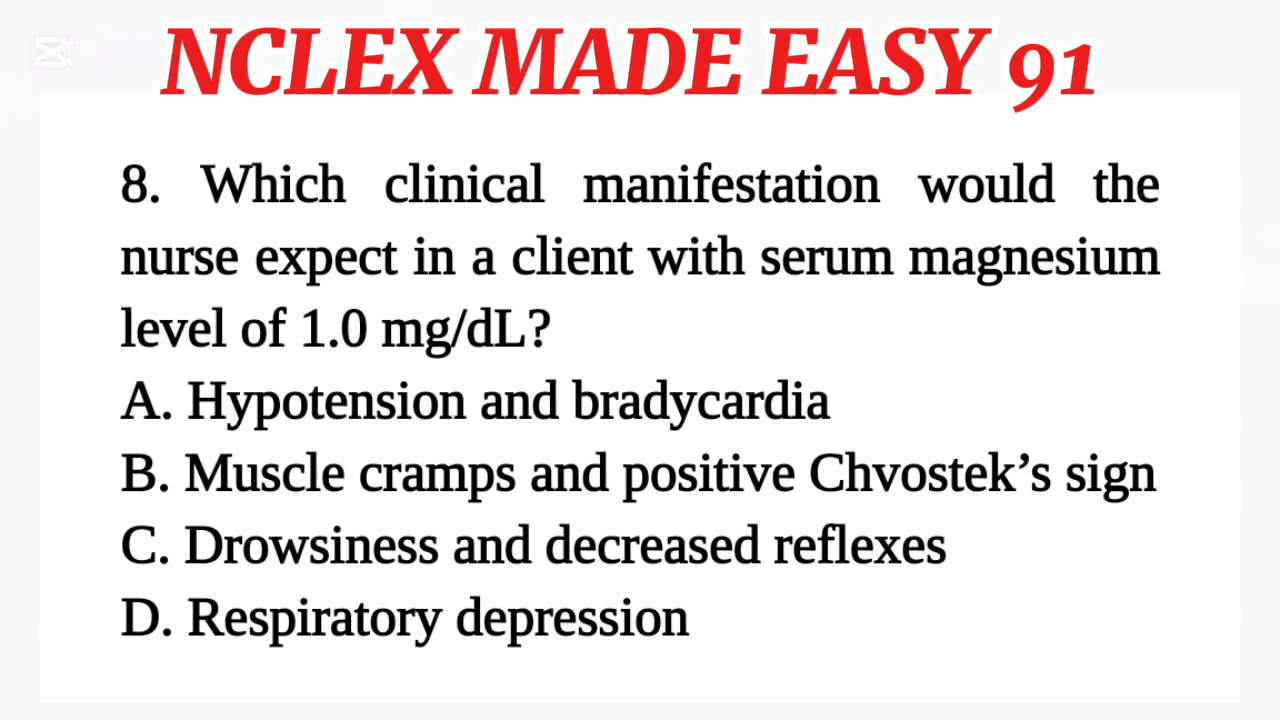 NCLEX MADE EASY 91
8. Which clinical manifestation would the
nurse expect in a client with serum magnesium
level of 1.0 mg/dL?
A. Hypotension and bradycardia
B. Muscle cramps and positive Chvostek’s sign
C. Drowsiness and decreased reflexes
D. Respiratory depression